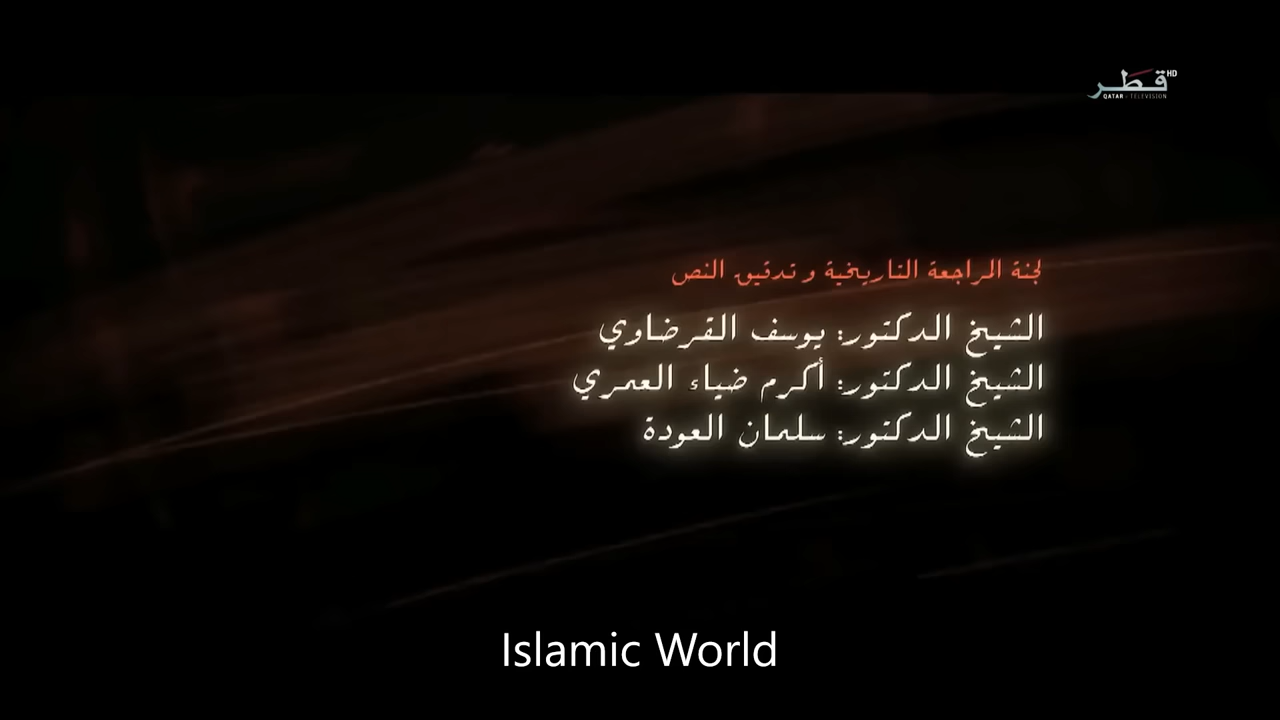 قطر HD
QATAR - TELEVISION
لجنة المراجعة التاريخية و تدقيق النص
الشيخ الدكتور: يوسف القرضاوي
الشيخ الدكتور: أكرم ضياء العمري
الشيخ الدكتور: سلمان العودة
Islamic World